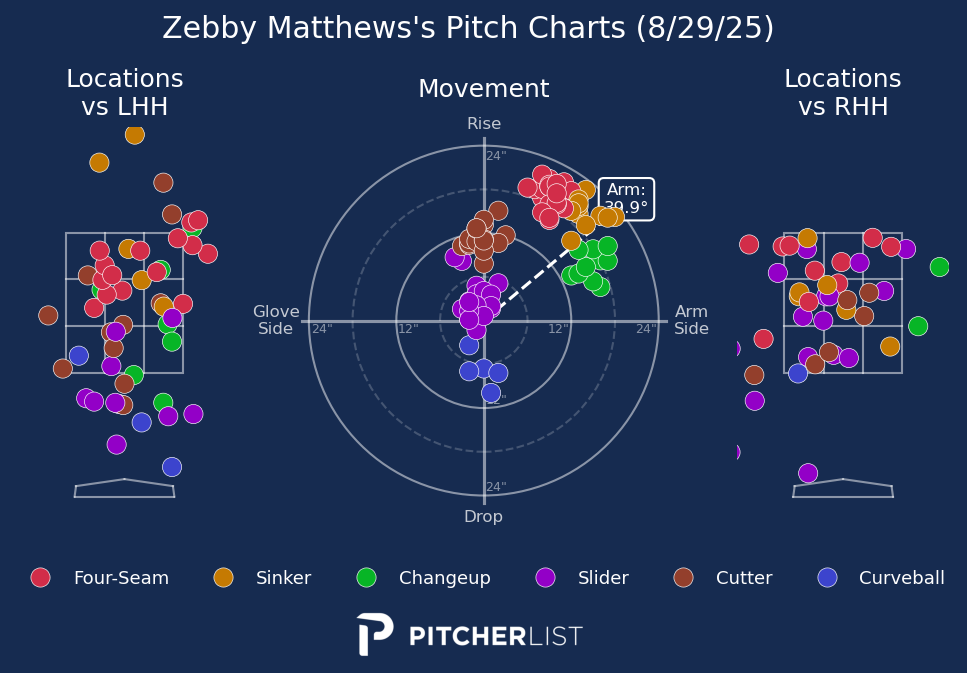 Zebby Matthews's Pitch Charts (8/29/25)
Locations
vs LHH
Movement
Locations
vs RHH
Rise
24"
Arm:
39.9°
Glove
Side
24"
12"
12"
24"
Arm
Side
12"
24"
Drop
Four-Seam
Sinker
Changeup
Slider
Cutter
Curveball
PITCHERLIST